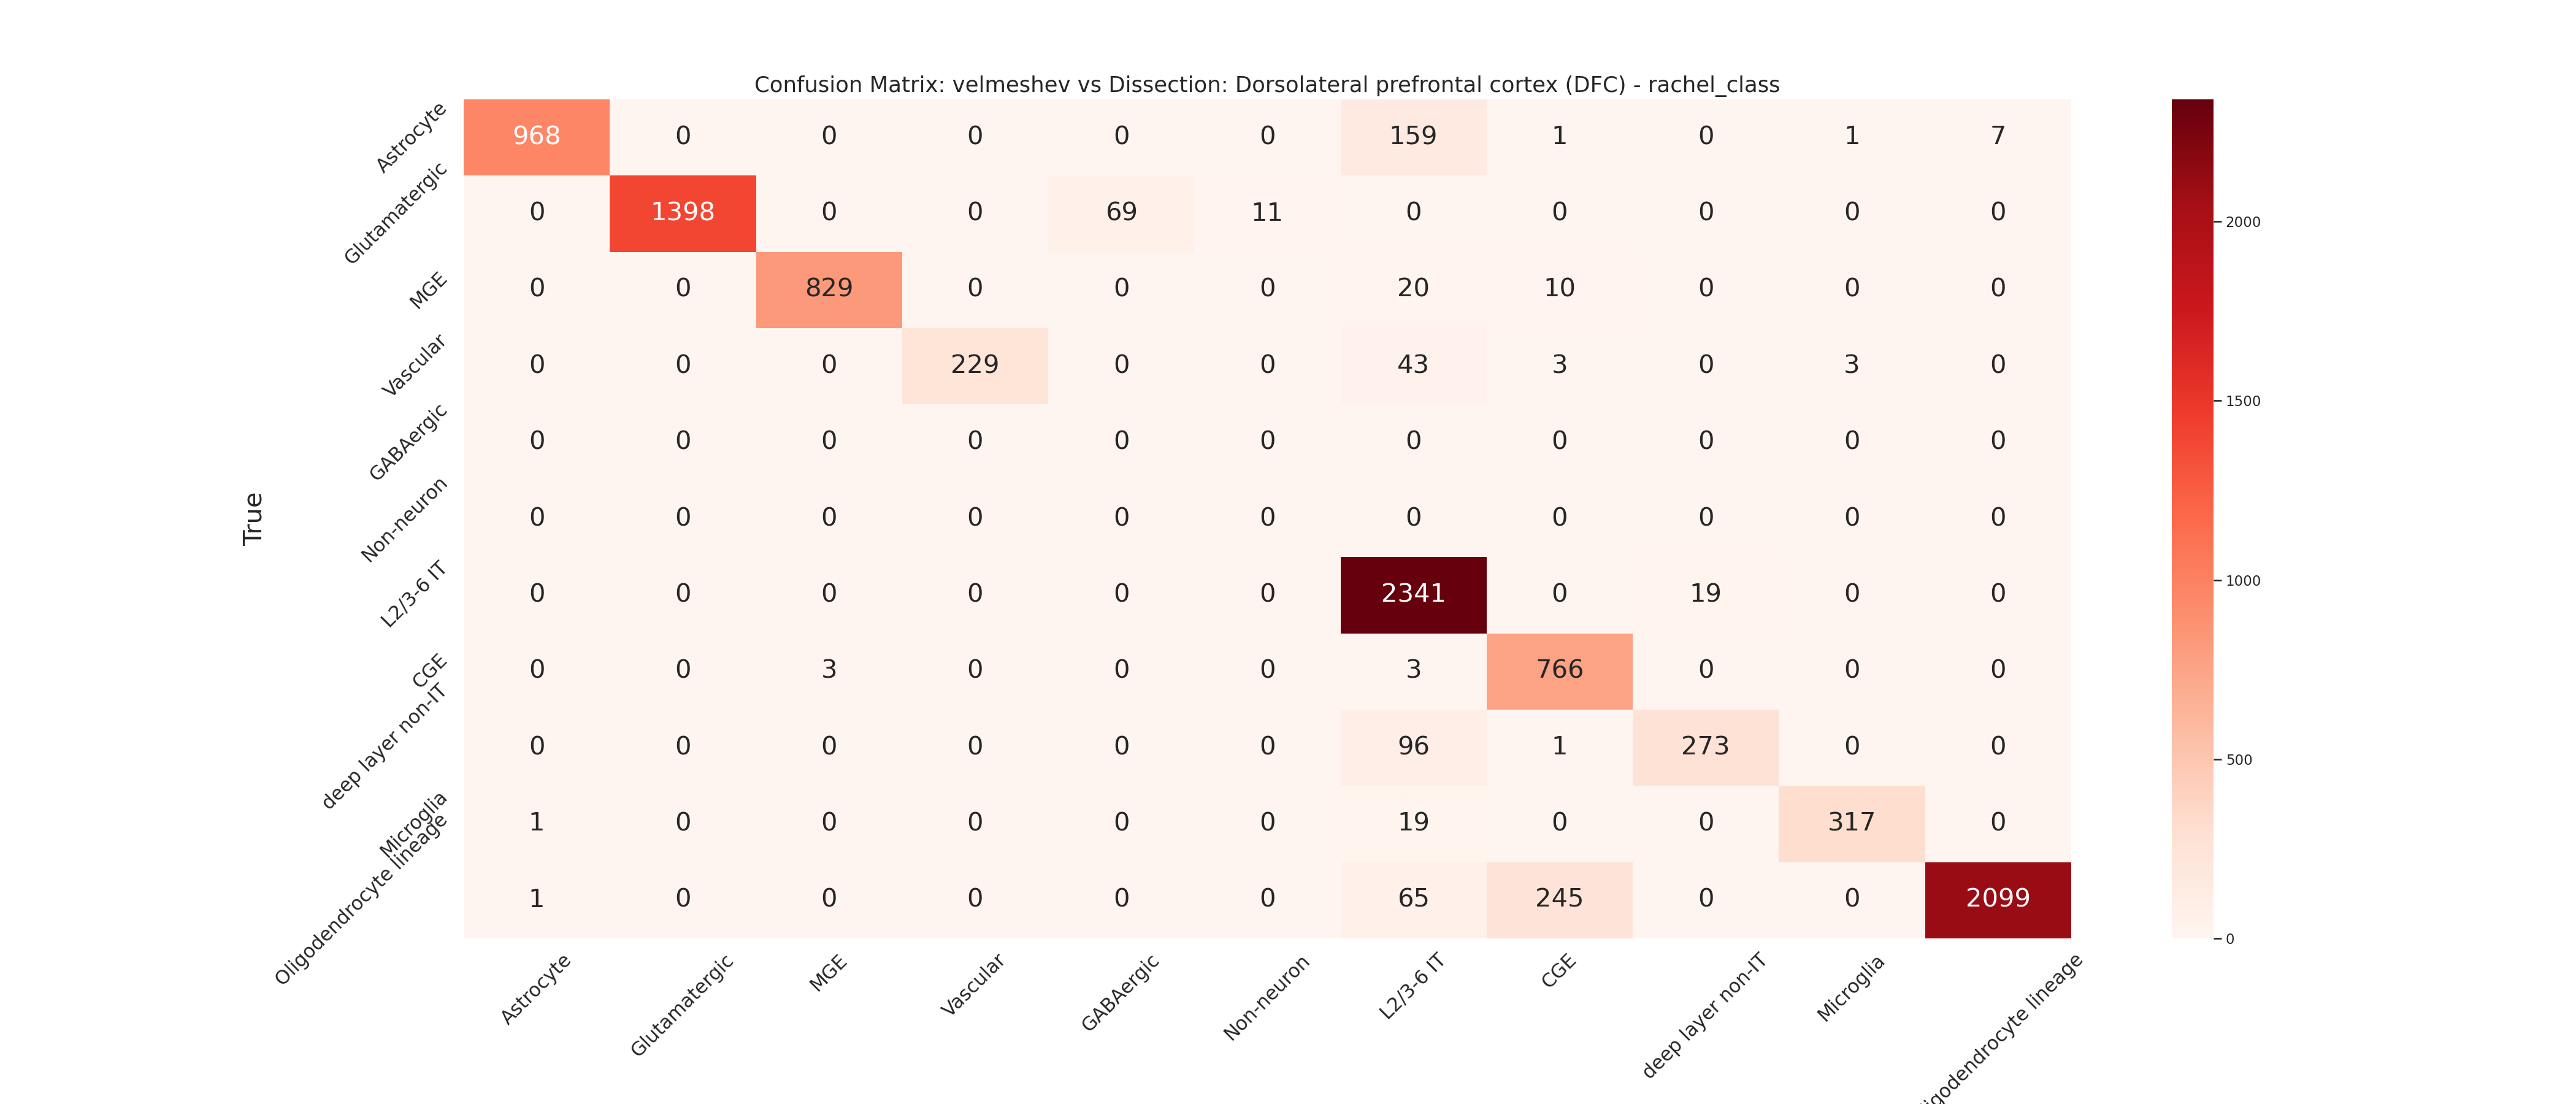 Confusion Matrix: velmeshev vs Dissection: Dorsolateral prefrontal cortex (DFC) - rachel_class
True
Astrocyte 968 0 0 0 0 0 159 1 0 1 7
Glutamatergic 0 1398 0 0 69 11 0 0 0 0 0
MGE 0 0 829 0 0 0 20 10 0 0 0
Vascular 0 0 0 229 0 0 43 3 0 3 0
GABAergic 0 0 0 0 0 0 0 0 0 0 0
Non-neuron 0 0 0 0 0 0 0 0 0 0 0
L2/3-6 IT 0 0 0 0 0 0 2341 0 19 0 0
CGE 0 0 3 0 0 0 3 766 0 0 0
deep layer non-IT 0 0 0 0 0 0 96 1 273 0 0
Microglia 1 0 0 0 0 0 19 0 0 317 0
Oligodendrocyte lineage 1 0 0 0 0 0 65 245 0 0 2099
Astrocyte Glutamatergic MGE Vascular GABAergic Non-neuron L2/3-6 IT CGE deep layer non-IT Microglia igodendrocyte lineage
2000
1500
1000
500
0